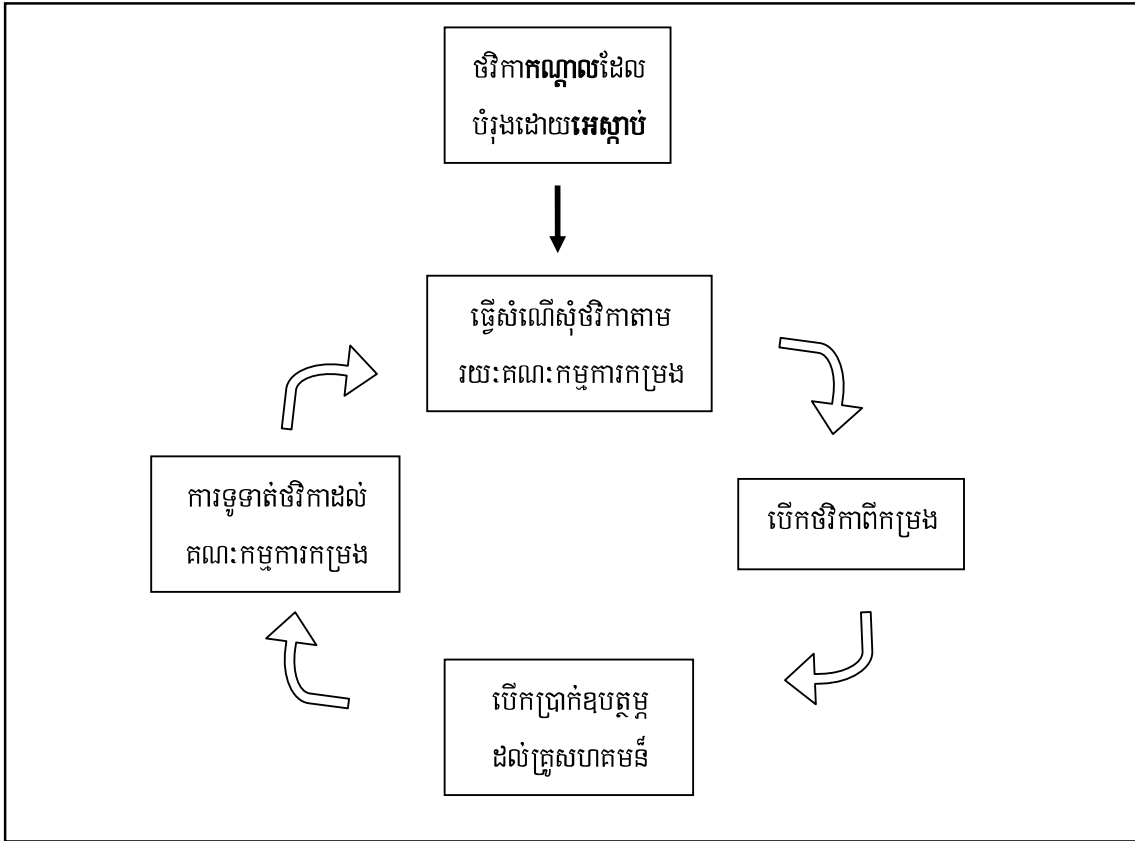 ថវិកាកណ្តាលដែល
បំរុងដោយអេស្កាប់
ធ្វើសំណើសុំថវិកាតាម
រយៈគណៈកម្មការកម្រង
បើកថវិកាពីកម្រង
បើកប្រាក់ឧបត្ថម្ភ
ដល់គ្រូសហគមន៏
ការទូទាត់ថវិកាដល់
គណៈកម្មការកម្រង